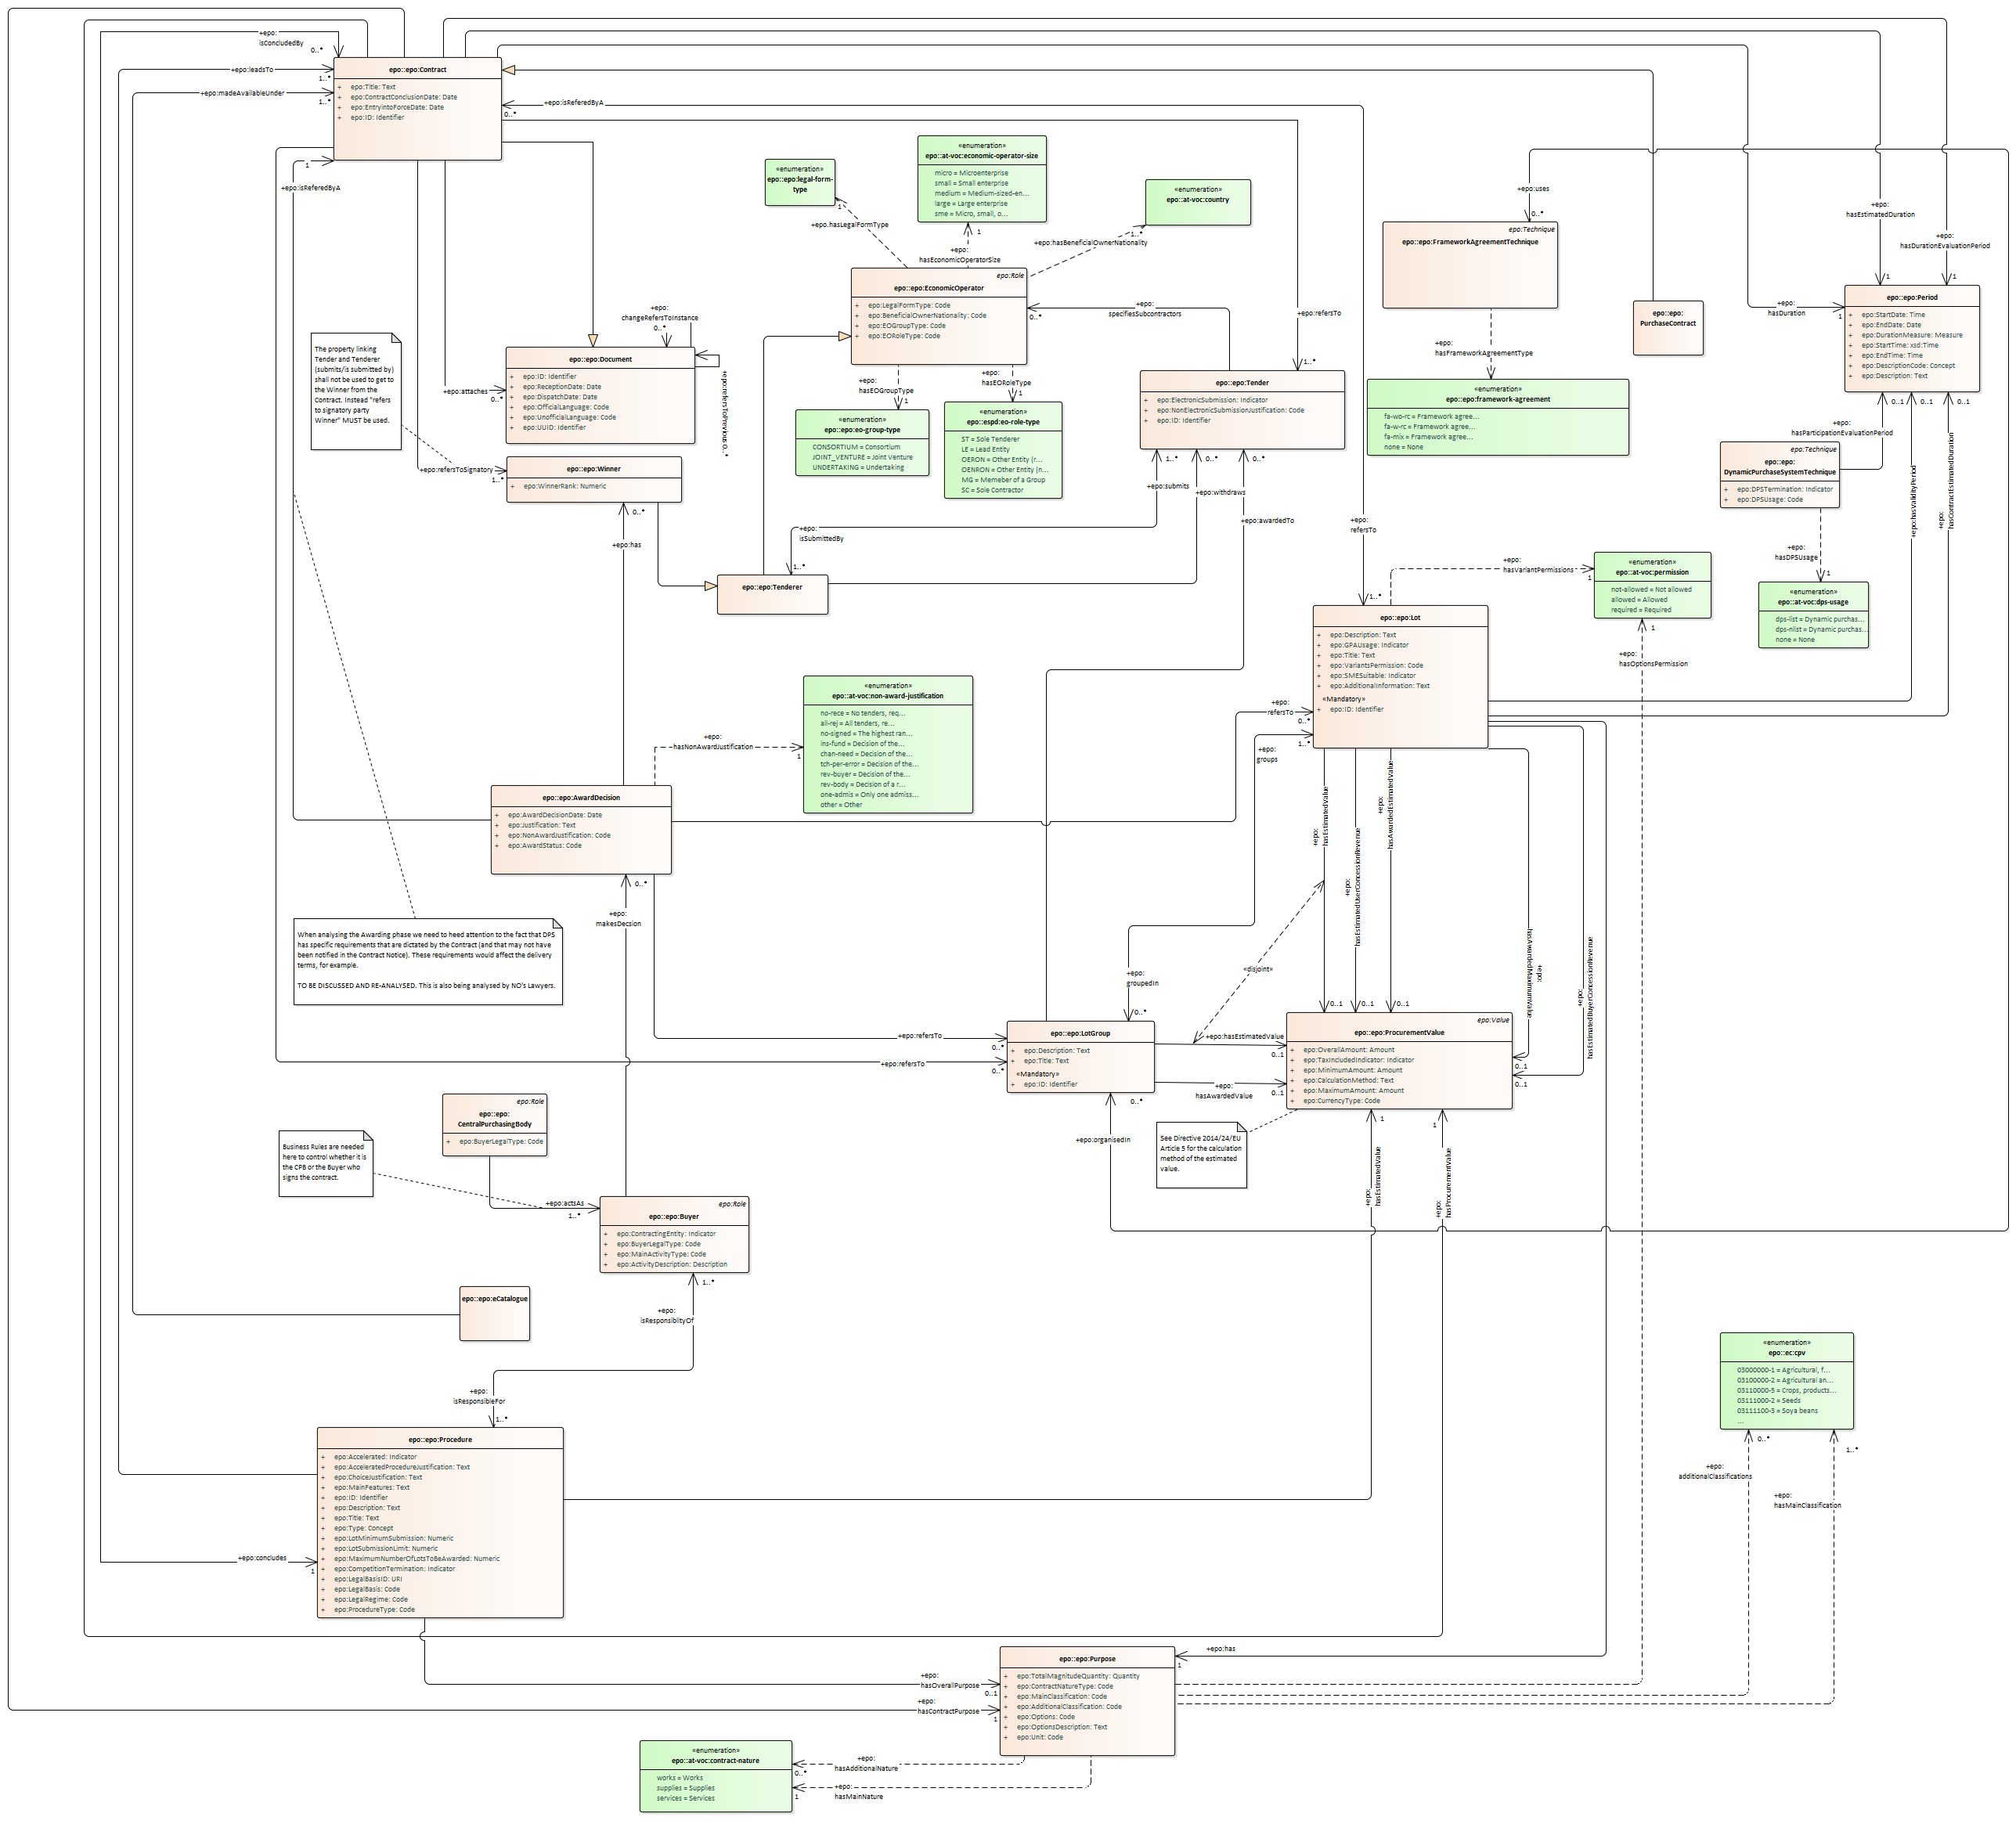 +epo:
isConcludedBy
0..*
+epo:leadsTo
1..*
+epo:madeAvailableUnder
1..*
epo::epo:Contract
+ epo:Title: Text
+ epo:ContractConclusionDate: Date
+ epo:EntryintoForceDate: Date
+ epo:ID: Identifier
+epo:isReferedByA
0..*
1
+epo:isReferedByA
«enumeration»
epo::epo:legal-form-
type
1
+epo.hasLegalFormType
«enumeration»
epo::at-voc:economic-operator-size
micro = Microenterprise
small = Small enterprise
medium = Medium-sized-en...
large = Large enterprise
sme = Micro, small, o...
1
+epo:
hasEconomicOperatorSize
«enumeration»
epo::at-voc:country
1..*
+epo:hasBeneficialOwnerNationality
+epo:uses
0..*
epo:Technique
epo::epo:FrameworkAgreementTechnique
+epo:
hasEstimatedDuration
1
+epo:
hasDurationEvaluationPeriod
1
+epo:
hasDuration
1
epo::epo:Period
+ epo:StartDate: Time
+ epo:EndDate: Date
+ epo:DurationMeasure: Measure
+ epo:StartTime: xsd:Time
+ epo:EndTime: Time
+ epo:DescriptionCode: Concept
+ epo:Description: Text
epo::epo:
PurchaseContract
epo:Role
epo::epo:EconomicOperator
+ epo:LegalFormType: Code
+ epo:BeneficialOwnerNationality: Code
+ epo:EOGroupType: Code
+ epo:EORoleType: Code
+epo:
specifiesSubcontractors
0..*
+epo:refersTo
1..*
The property linking
Tender and Tenderer
(submits/is submitted by)
shall not be used to get to
the Winner from the
Contract. Instead "refers
to signatory party
Winner" MUST be used.
+epo:
changeRefersToInstance
0..*
epo::epo:Document
+ epo:ID: Identifier
+ epo:ReceptionDate: Date
+ epo:DispatchDate: Date
+ epo:OfficialLanguage: Code
+ epo:UnofficialLanguage: Code
+ epo:UUID: Identifier
+epo:attaches
0..*
+epo:
hasEOGroupType
1
+epo:
hasEORoleType
1
«enumeration»
epo::epo:eo-group-type
CONSORTIUM = Consortium
JOINT_VENTURE = Joint Venture
UNDERTAKING = Undertaking
«enumeration»
epo::espd:eo-role-type
ST = Sole Tenderer
LE = Lead Entity
OERON = Other Entity (r...
OENRON = Other Entity (n...
MG = Memeber of a Group
SC = Sole Contractor
epo::epo:Tender
+ epo:ElectronicSubmission: Indicator
+ epo:NonElectronicSubmissionJustification: Code
+ epo:ID: Identifier
+epo:
hasFrameworkAgreementType
«enumeration»
epo::epo:framework-agreement
fa-wo-rc = Framework agree...
fa-w-rc = Framework agree...
fa-mix = Framework agree...
none = None
0..1
0..1
0..1
+epo:
hasParticipationEvaluationPeriod
epo:Technique
epo::epo:
DynamicPurchaseSystemTechnique
+ epo:DPSTermination: Indicator
+ epo:DPSUsage: Code
+epo:hasValidityPeriod
+epo:
hasContractEstimatedDuration
+epo:refersToSignatory
1..*
epo::epo:Winner
+ epo:WinnerRank: Numeric
0..*
+epo:has
1..*
+epo:submits
0..*
+epo:withdraws
0..*
+epo:awardedTo
+epo:
isSubmittedBy
1..*
+epo:
refersTo
1..*
epo::epo:Tenderer
+epo:
hasVariantPermissions
1
«enumeration»
epo::at-voc:permission
not-allowed = Not allowed
allowed = Allowed
required = Required
1
+epo:
hasOptionsPermission
+epo:
hasDPSUsage
1
«enumeration»
epo::at-voc:dps-usage
dps-list = Dynamic purchas...
dps-nlist = Dynamic purchas...
none = None
epo::epo:Lot
+ epo:Description: Text
+ epo:GPAUsage: Indicator
+ epo:Title: Text
+ epo:VariantsPermission: Code
+ epo:SMESuitable: Indicator
+ epo:AdditionalInformation: Text
«Mandatory»
+ epo:ID: Identifier
+epo:
refersTo
0..*
1..*
+epo:
groups
«enumeration»
epo::at-voc:non-award-justification
no-rece = No tenders, req...
all-rej = All tenders, re...
no-signed = The highest ran...
ins-fund = Decision of the...
chan-need = Decision of the...
tch-per-error = Decision of the...
rev-buyer = Decision of the...
rev-body = Decision of a r...
one-admis = Only one admiss...
other = Other
+epo:
hasNonAwardJustification
1
epo::epo:AwardDecision
+ epo:AwardDecisionDate: Date
+ epo:Justification: Text
+ epo:NonAwardJustification: Code
+ epo:AwardStatus: Code
0..*
+epo:
makesDecsion
+epo:
hasEstimatedValue
+epo:
hasEstimatedUserConcessionRevenue
+epo:
hasAwardedEstimatedValue
+epo:
hasAwardedMaximumValue
+epo:
hasEstimatedBuyerConcessionRevenue
When analysing the Awarding phase we need to heed attention to the fact that DPS
has specific requirements that are dictated by the Contract (and that may not have
been notified in the Contract Notice). These requirements would affect the delivery
terms, for example.
TO BE DISCUSSED AND RE-ANALYSED. This is also being analysed by NO's Lawyers.
«disjoint»
+epo:
groupedIn
0..*
0..1
0..1
0..1
+epo:refersTo
0..*
+epo:refersTo
0..*
epo::epo:LotGroup
+ epo:Description: Text
+ epo:Title: Text
«Mandatory»
+ epo:ID: Identifier
+epo:hasEstimatedValue
0..1
+epo:
hasAwardedValue
0..1
epo:Value
epo::epo:ProcurementValue
+ epo:OverallAmount: Amount
+ epo:TaxIncludedIndicator: Indicator
+ epo:MinimumAmount: Amount
+ epo:CalculationMethod: Text
+ epo:MaximumAmount: Amount
+ epo:CurrencyType: Code
0..1
0..1
0..*
+epo:organisedIn
See Directive 2014/24/EU
Article 5 for the calculation
method of the estimated
value.
1
+epo:
hasEstimatedValue
1
+epo:
hasProcurementValue
epo:Role
epo::epo:
CentralPurchasingBody
+ epo:BuyerLegalType: Code
Business Rules are needed
here to control whether it is
the CPB or the Buyer who
signs the contract.
+epo:actsAs
1..*
epo:Role
epo::epo:Buyer
+ epo:ContractingEntity: Indicator
+ epo:BuyerLegalType: Code
+ epo:MainActivityType: Code
+ epo:ActivityDescription: Description
1..*
+epo:
isResponsiblityOf
epo::epo:eCatalogue
+epo:
isResponsibleFor
1..*
epo::epo:Procedure
+ epo:Accelerated: Indicator
+ epo:AcceleratedProcedureJustification: Text
+ epo:ChoiceJustification: Text
+ epo:MainFeatures: Text
+ epo:ID: Identifier
+ epo:Description: Text
+ epo:Title: Text
+ epo:Type: Concept
+ epo:LotMinimumSubmission: Numeric
+ epo:LotSubmissionLimit: Numeric
+ epo:MaximumNumberOfLotsToBeAwarded: Numeric
+ epo:CompetitionTermination: Indicator
+ epo:LegalBasisID: URI
+ epo:LegalBasis: Code
+ epo:LegalRegime: Code
+ epo:ProcedureType: Code
+epo:concludes
1
«enumeration»
epo::ec:cpv
03000000-1 = Agricultural, f...
03100000-2 = Agricultural an...
03110000-5 = Crops, products...
03111000-2 = Seeds
03111100-3 = Soya beans
...
0..*
+epo:
additionalClassifications
1..*
+epo:
hasMainClassification
+epo:has
1
+epo:
hasOverallPurpose
0..1
+epo:
hasContractPurpose
1
epo::epo:Purpose
+ epo:TotalMagnitudeQuantity: Quantity
+ epo:ContractNatureType: Code
+ epo:MainClassification: Code
+ epo:AdditionalClassification: Code
+ epo:Options: Code
+ epo:OptionsDescription: Text
+ epo:Unit: Code
«enumeration»
epo::at-voc:contract-nature
works = Works
supplies = Supplies
services = Services
+epo:
hasAdditionalNature
0..*
+epo:
hasMainNature
1